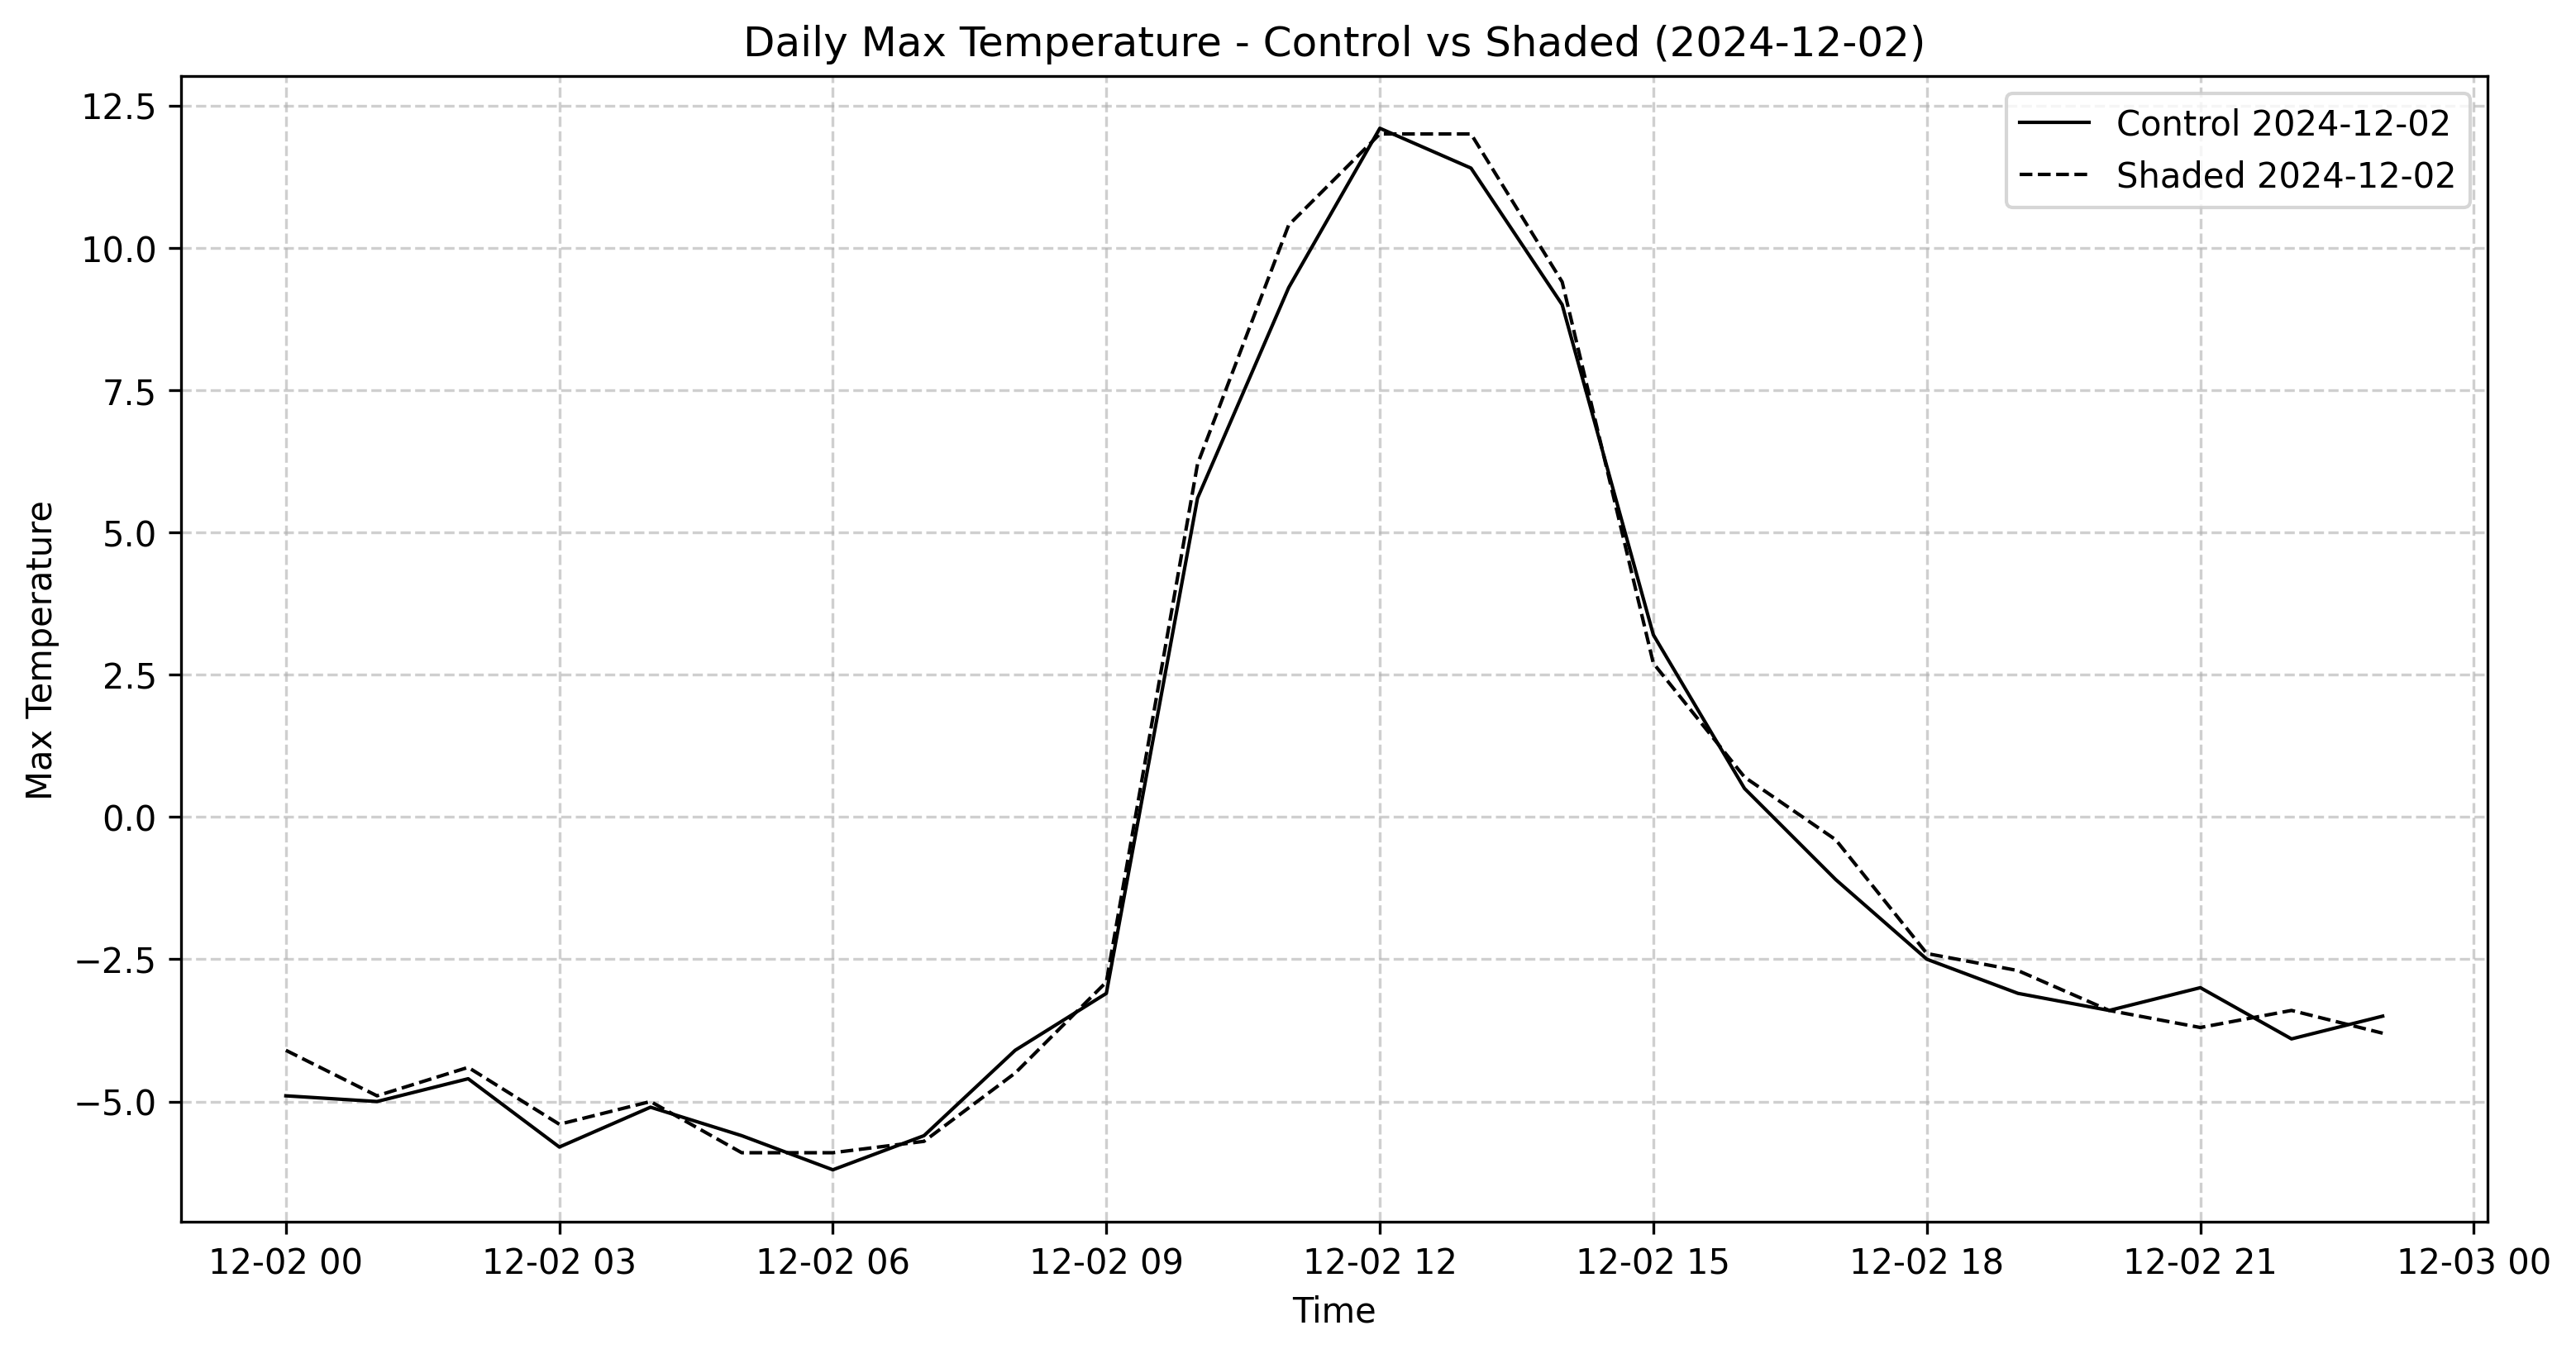 Daily Max Temperature - Control vs Shaded (2024-12-02)
Control 2024-12-02
Shaded 2024-12-02
Max Temperature
12.5
10.0
7.5
5.0
2.5
0.0
−2.5
−5.0
12-02 00 12-02 03 12-02 06 12-02 09 12-02 12 12-02 15 12-02 18 12-02 21 12-03 00
Time